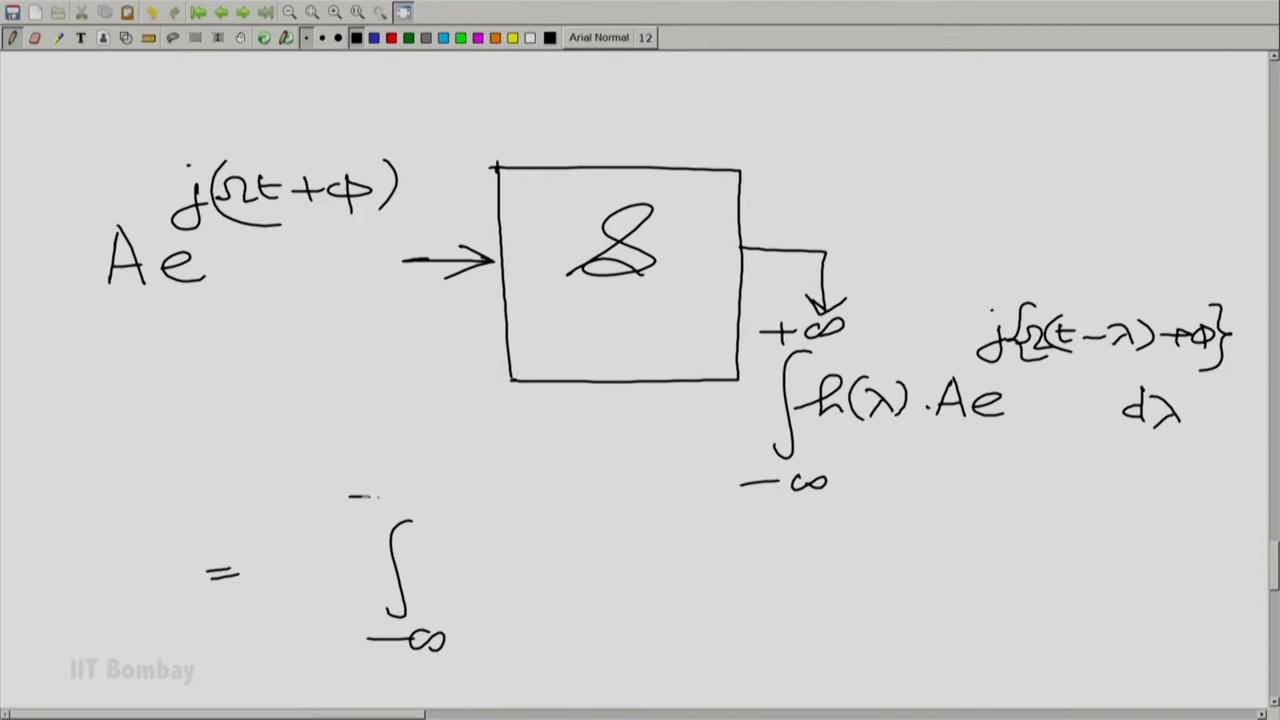 Arial Normal 12
A e^{j(Ωt + φ)} → S
∫_{-∞}^{+∞} h(λ) . A e^{j{Ω(t - λ) + φ}} dλ
= ∫_{-∞}^{-}
IIT Bombay